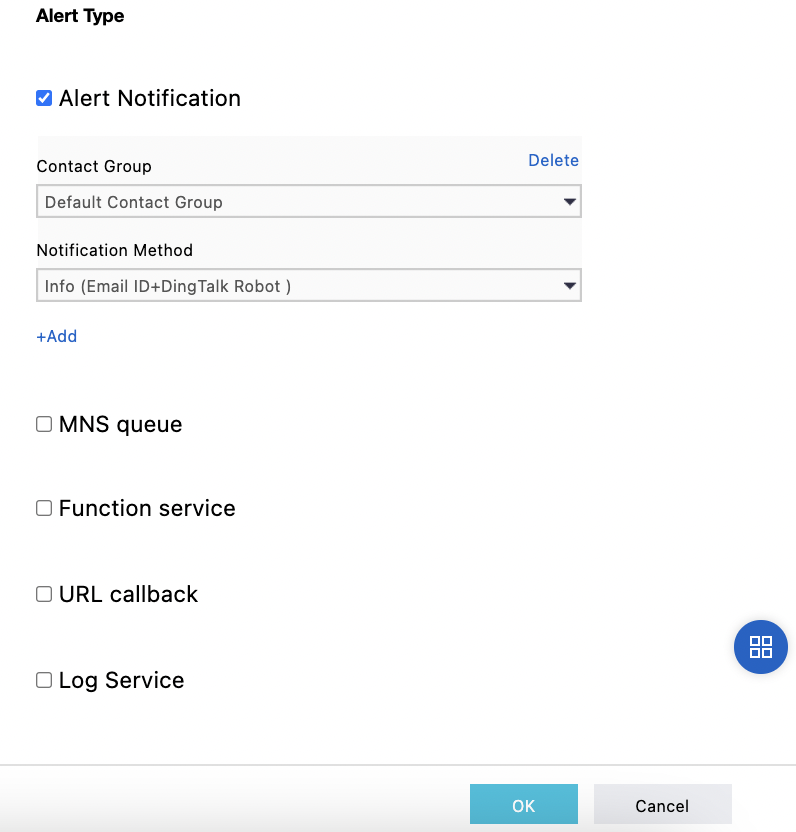 Alert Type
Alert Notification
Contact Group
Delete
Default Contact Group
Notification Method
Info (Email ID+DingTalk Robot )
+Add
MNS queue
Function service
URL callback
Log Service
OK
Cancel